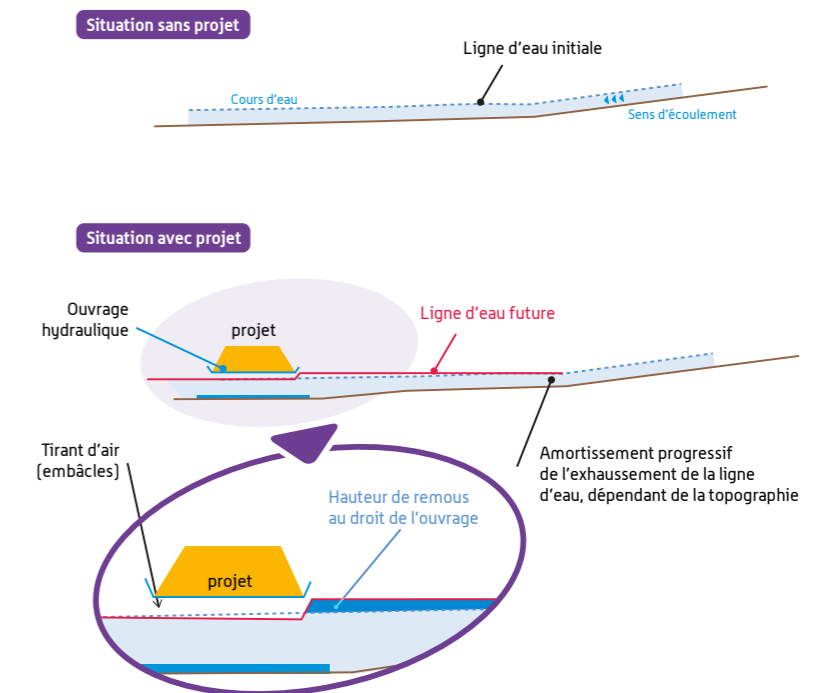 Situation sans projet
Ligne d'eau initiale
Cours d'eau
Sens d'écoulement
Situation avec projet
Ouvrage
hydraulique
projet
Ligne d'eau future
Tirant d'air
(embâcles)
Amortissement progressif
de l'exhaussement de la ligne
d'eau, dépendant de la topographie
Hauteur de remous
au droit de l'ouvrage
projet